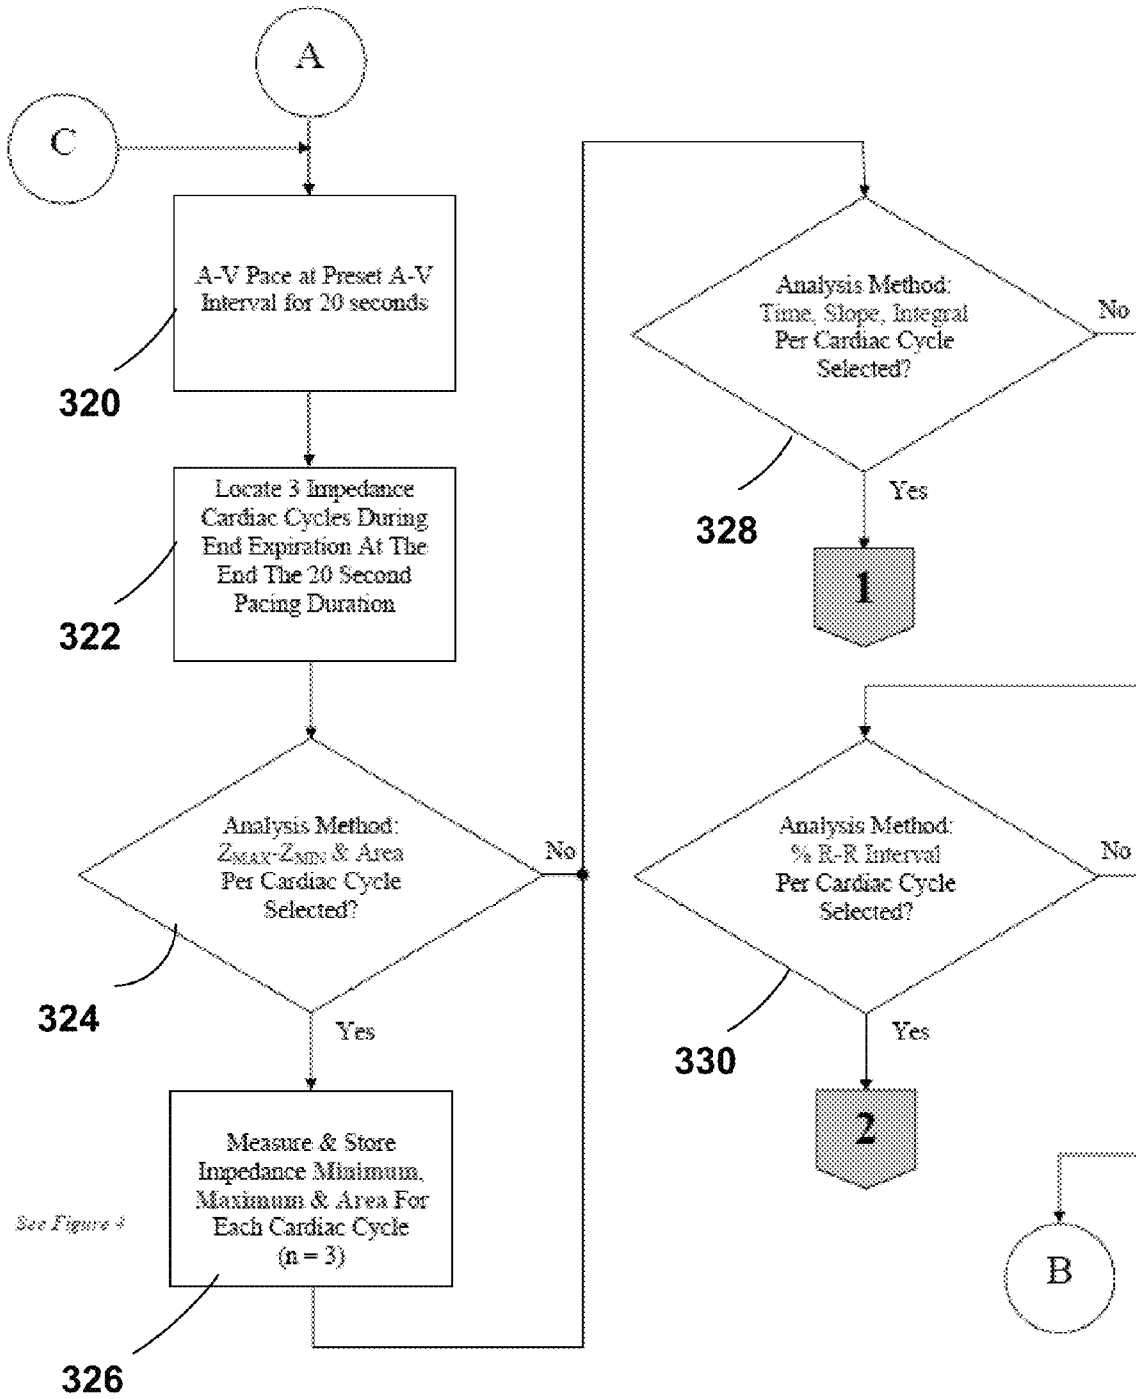 A
C
A-V Pace at Preset A-V
Interval for 20 seconds
320
Locate 3 Impedance
Cardiac Cycles During
End Expiration At The
End The 20 Second
Pacing Duration
322
Analysis Method:
ZMAX-ZMIN & Area
Per Cardiac Cycle
Selected?
No
324
Yes
Measure & Store
Impedance Minimum,
Maximum & Area For
Each Cardiac Cycle
(n = 3)
See Figure 4
326
Analysis Method:
Time, Slope, Integral
Per Cardiac Cycle
Selected?
No
328
Yes
1
Analysis Method:
% R-R Interval
Per Cardiac Cycle
Selected?
No
330
Yes
2
B